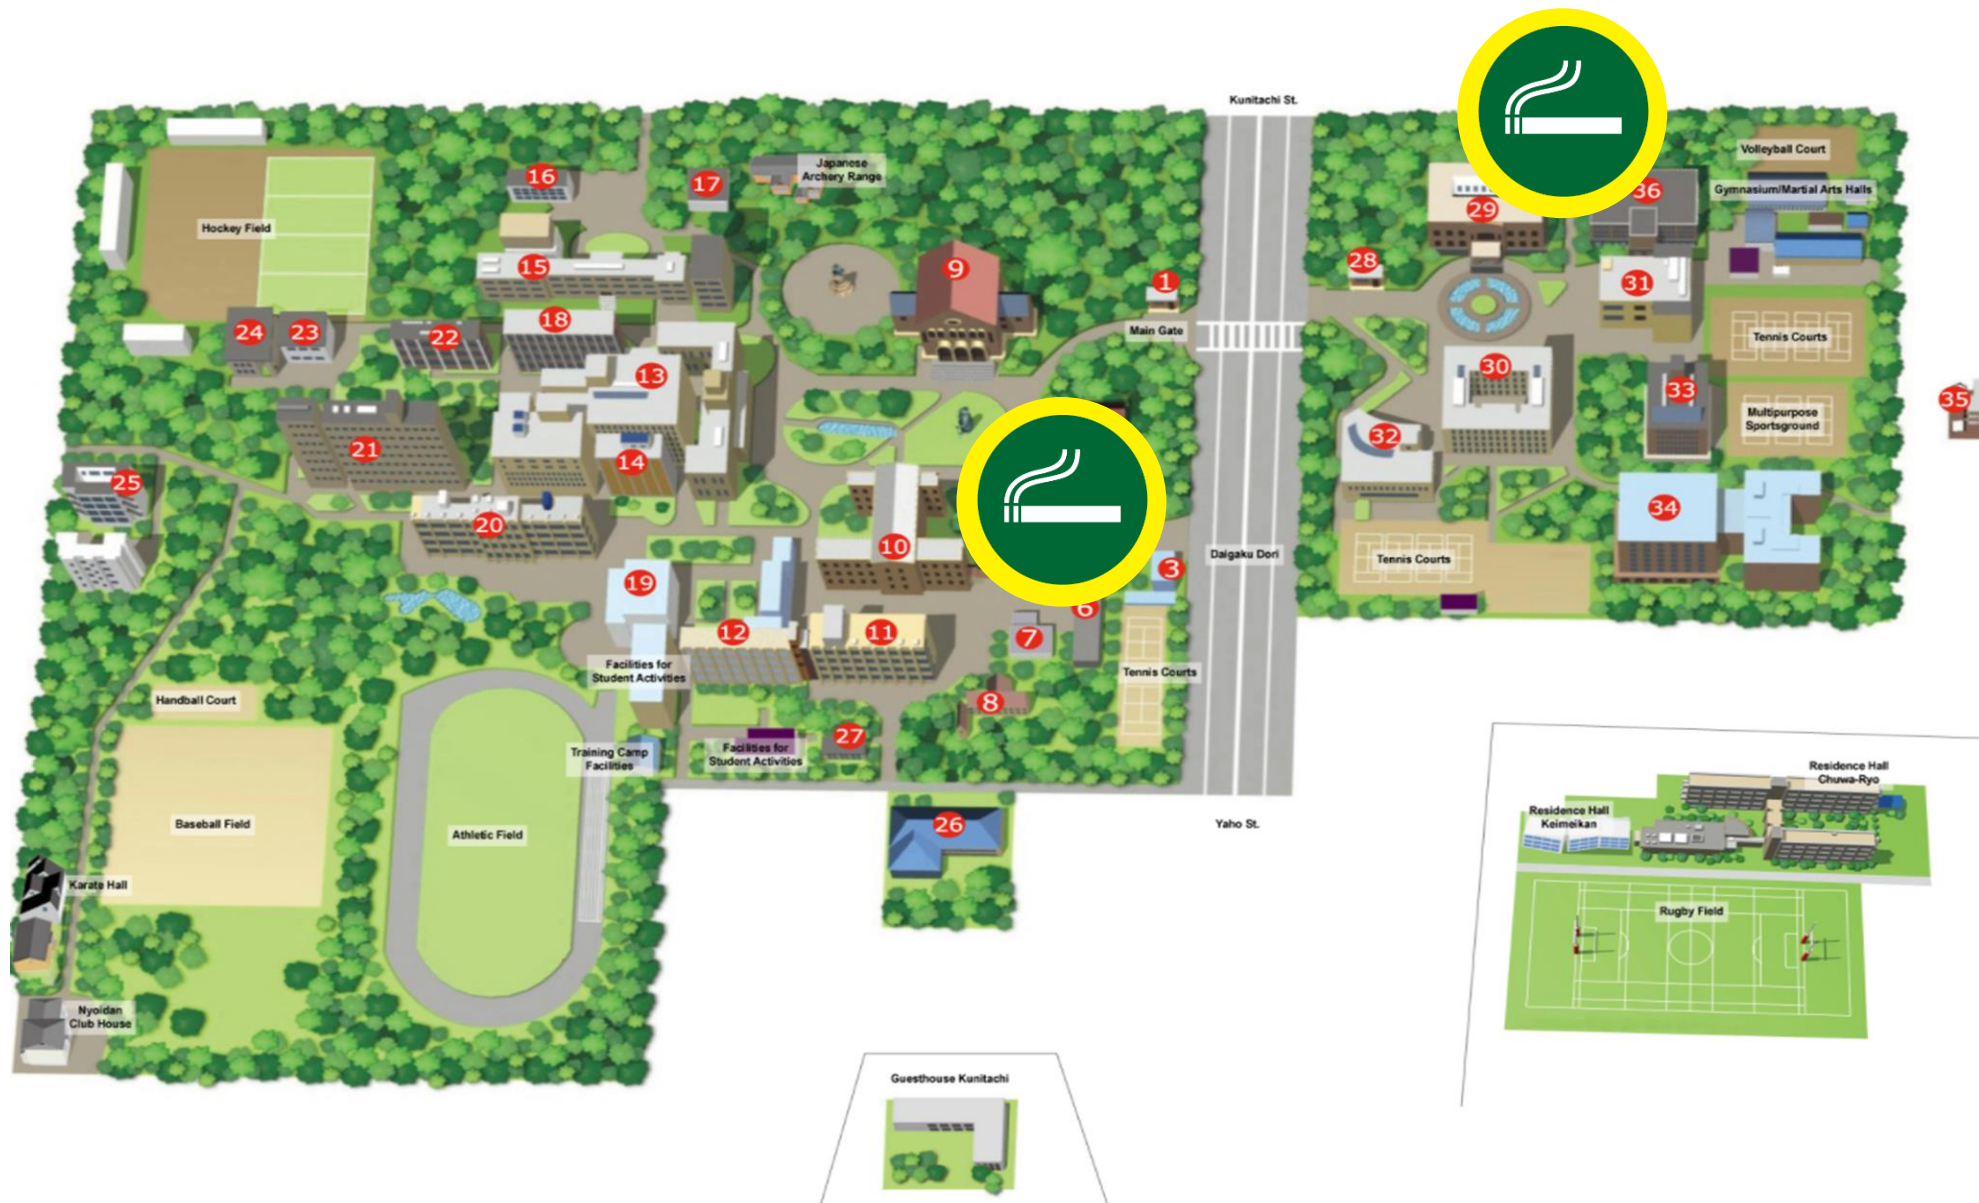 Kunitachi St.
Japanese
Archery Range
Volleyball Court
Gymnasium/Martial Arts Halls
16
17
36
29
Hockey Field
15
9
28
1
31
24
23
22
18
Main Gate
Tennis Courts
13
30
33
35
Multipurpose
Sportsground
21
14
32
25
20
34
10
Daigaku Dori
Tennis Courts
19
3
6
7
12
11
Facilities for
Student Activities
Tennis Courts
Handball Court
8
27
Training Camp
Facilities
Facilities for
Student Activities
Residence Hall
Chuwa-Ryo
Residence Hall
Keimeikan
Baseball Field
Athletic Field
26
Yaho St.
Karate Hall
Rugby Field
Nyoidan
Club House
Guesthouse Kunitachi